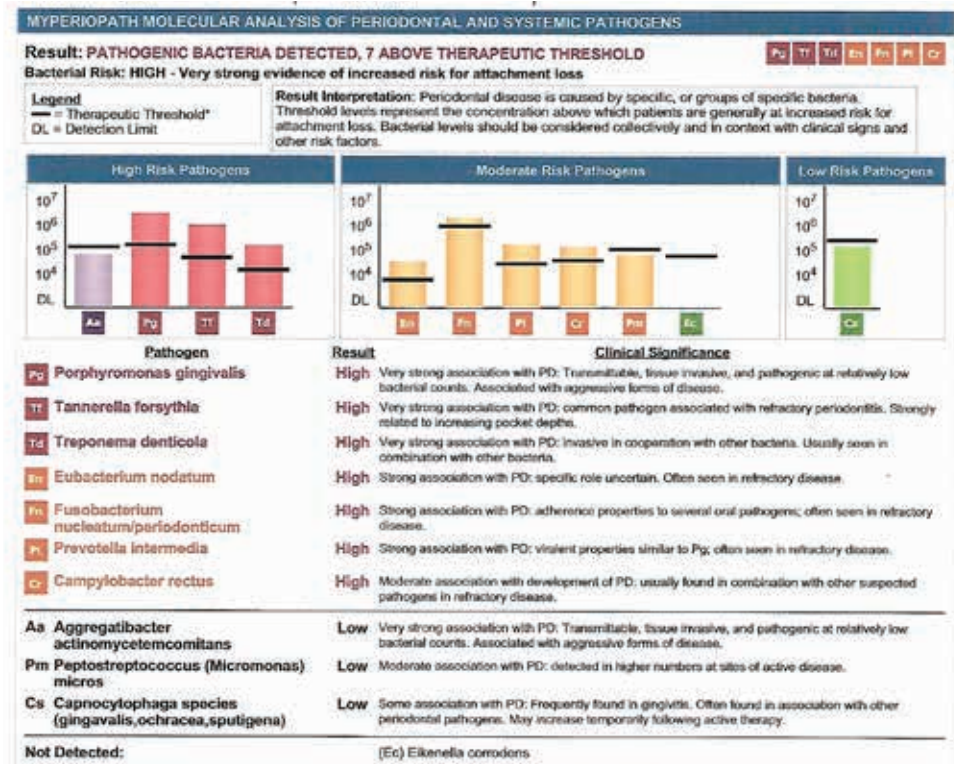 MYPERIOPATH MOLECULAR ANALYSIS OF PERIODONTAL AND SYSTEMIC PATHOGENS
Result: PATHOGENIC BACTERIA DETECTED, 7 ABOVE THERAPEUTIC THRESHOLD
Pg Tf Td En Fn Pi Cr
Bacterial Risk: HIGH - Very strong evidence of increased risk for attachment loss
Legend
= Therapeutic Threshold*
DL = Detection Limit
Result Interpretation: Periodontal disease is caused by specific, or groups of specific bacteria.
Threshold levels represent the concentration above which patients are generally at increased risk for
attachment loss. Bacterial levels should be considered collectively and in context with clinical signs and
other risk factors.
High Risk Pathogens
10⁷
10⁶
10⁵
10⁴
DL
Aa Pg Tf Td
Moderate Risk Pathogens
10⁷
10⁶
10⁵
10⁴
DL
En Fn Pi Cr Pm Ec
Low Risk Pathogens
10⁷
10⁶
10⁵
10⁴
DL
Cs
Pathogen Result Clinical Significance
Pg Porphyromonas gingivalis High Very strong association with PD: Transmittable, tissue invasive, and pathogenic at relatively low
bacterial counts. Associated with aggressive forms of disease.
Tf Tannerella forsythia High Very strong association with PD: common pathogen associated with refractory periodontitis. Strongly
related to increasing pocket depths.
Td Treponema denticola High Very strong association with PD: invasive in cooperation with other bacteria. Usually seen in
combination with other bacteria.
En Eubacterium nodatum High Strong association with PD: specific role uncertain. Often seen in refractory disease.
Fn Fusobacterium High Strong association with PD: adherence properties to several oral pathogens; often seen in refractory
nucleatum/periodonticum disease.
Pi Prevotella intermedia High Strong association with PD: virulent properties similar to Pg; often seen in refractory disease.
Cr Campylobacter rectus High Moderate association with development of PD: usually found in combination with other suspected
pathogens in refractory disease.
Aa Aggregatibacter Low Very strong association with PD: Transmittable, tissue invasive, and pathogenic at relatively low
actinomycetemcomitans bacterial counts. Associated with aggressive forms of disease.
Pm Peptostreptococcus (Micromonas) Low Moderate association with PD: detected in higher numbers at sites of active disease.
micros
Cs Capnocytophaga species Low Some association with PD: Frequently found in gingivitis. Often found in association with other
(gingavalis,ochracea,sputigena) periodontal pathogens. May increase temporarily following active therapy.
Not Detected: (Ec) Eikenella corrodens